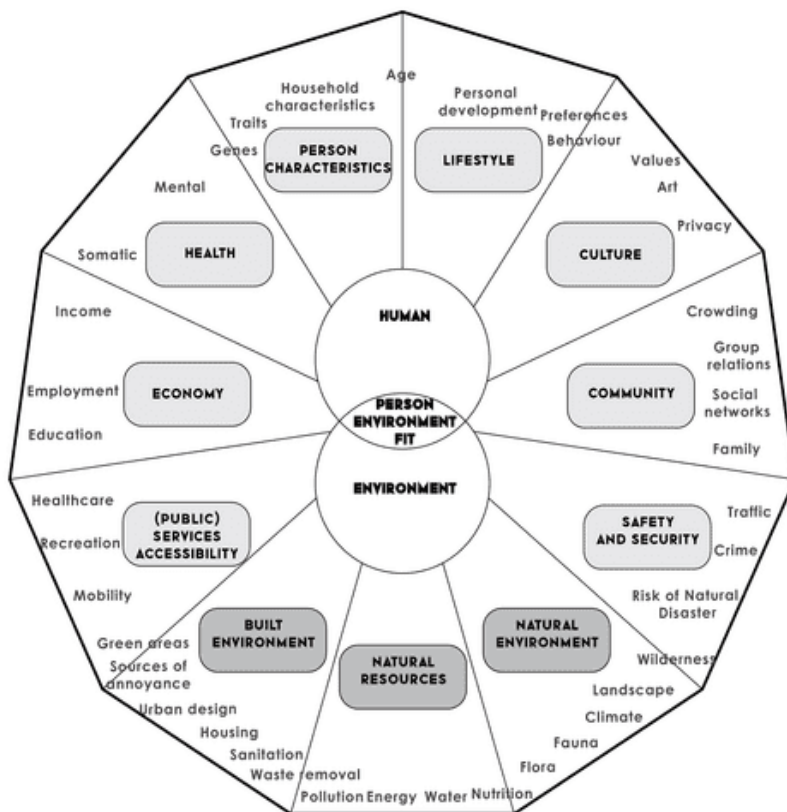 Age
Household
characteristics
Traits
Genes
PERSON
CHARACTERISTICS
Personal
development
Preferences
Behaviour
LIFESTYLE
Values
Art
Privacy
CULTURE
Mental
Somatic
HEALTH
HUMAN
Income
Employment
Education
ECONOMY
PERSON
ENVIRONMENT
FIT
Crowding
Group
relations
Social
networks
Family
COMMUNITY
ENVIRONMENT
Healthcare
Recreation
Mobility
(PUBLIC)
SERVICES
ACCESSIBILITY
Traffic
Crime
Risk of Natural
Disaster
SAFETY
AND SECURITY
BUILT
ENVIRONMENT
Green areas
Sources of
annoyance
Urban design
Housing
Sanitation
Waste removal
NATURAL
RESOURCES
Pollution
Energy
Water
Nutrition
NATURAL
ENVIRONMENT
Wilderness
Landscape
Climate
Fauna
Flora